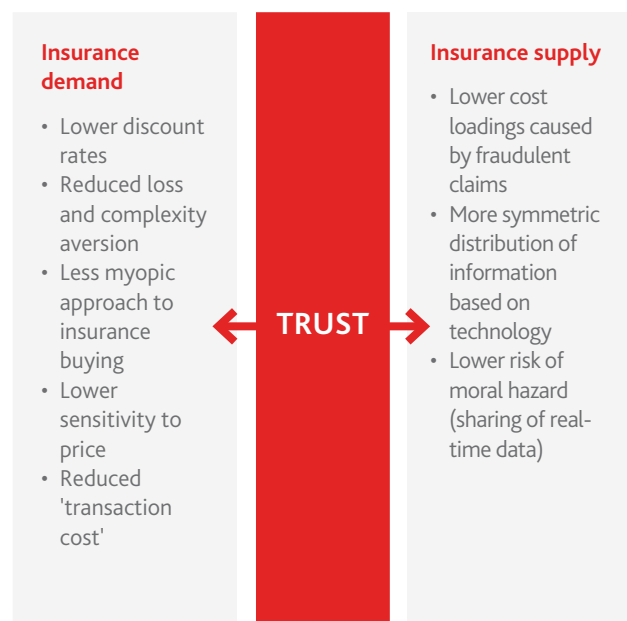 Insurance
demand
• Lower discount
rates
• Reduced loss
and complexity
aversion
• Less myopic
approach to
insurance
buying
• Lower
sensitivity to
price
• Reduced
'transaction
cost'
TRUST
Insurance supply
• Lower cost
loadings caused
by fraudulent
claims
• More symmetric
distribution of
information
based on
technology
• Lower risk of
moral hazard
(sharing of real-
time data)